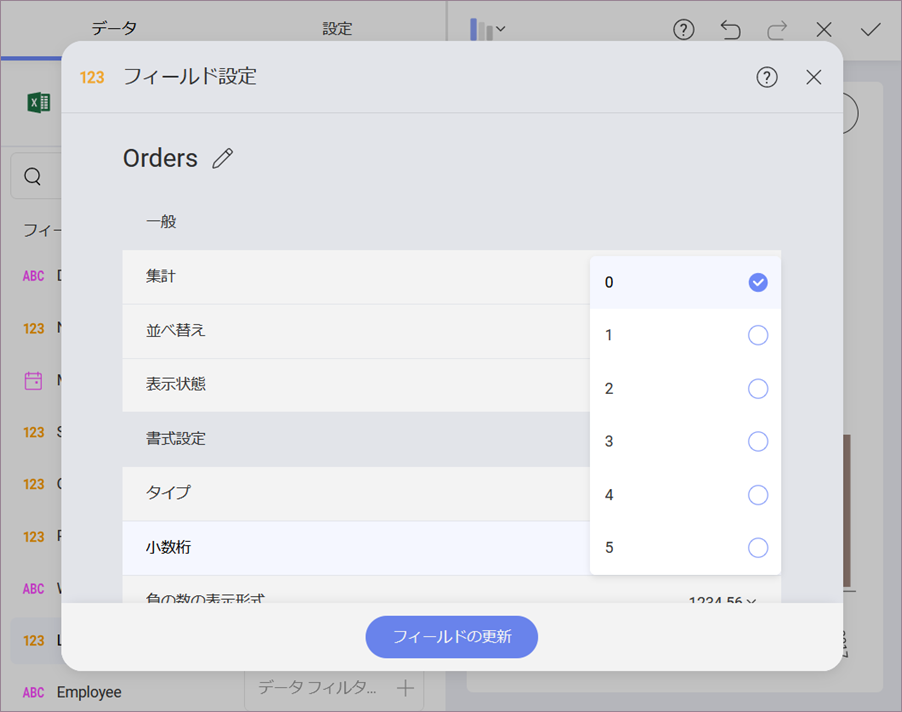 データ 設定
123 フィールド設定
Orders
一般
集計
0
並べ替え
1
表示状態
2
書式設定
3
タイプ
4
小数桁
5
負の数の表示形式
1234.56
フィールドの更新
フィー
ABC
123
123
123
123
ABC
123
ABC Employee
データ フィルタ...